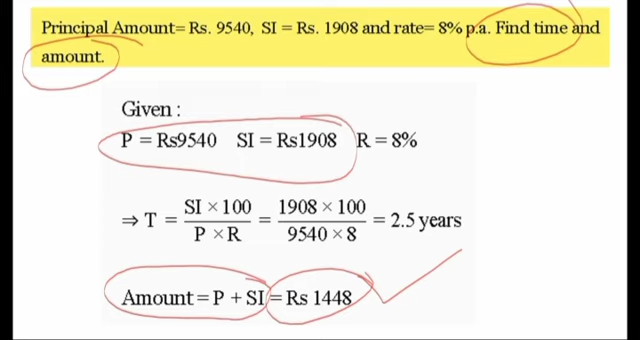 Principal Amount= Rs. 9540, SI = Rs. 1908 and rate= 8% p.a. Find time and
amount.
Given :
P = Rs9540 SI = Rs1908 R = 8%
⇒ T = SI × 100 / P × R = 1908 × 100 / 9540 × 8 = 2.5 years
Amount = P + SI = Rs 1448